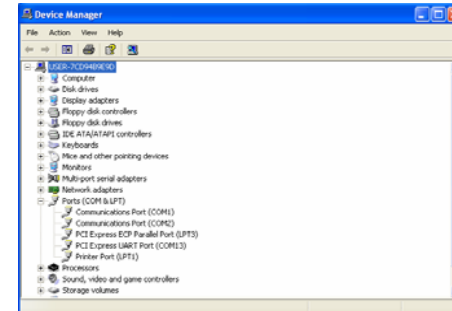 Device Manager
File Action View Help
USER-7CD94B9E9D
Computer
Disk drives
Display adapters
Floppy disk controllers
Floppy disk drives
IDE ATA/ATAPI controllers
Keyboards
Mice and other pointing devices
Monitors
Multi-port serial adapters
Network adapters
Ports (COM & LPT)
Communications Port (COM1)
Communications Port (COM2)
PCI Express ECP Parallel Port (LPT3)
PCI Express UART Port (COM13)
Printer Port (LPT1)
Processors
Sound, video and game controllers
Storage volumes